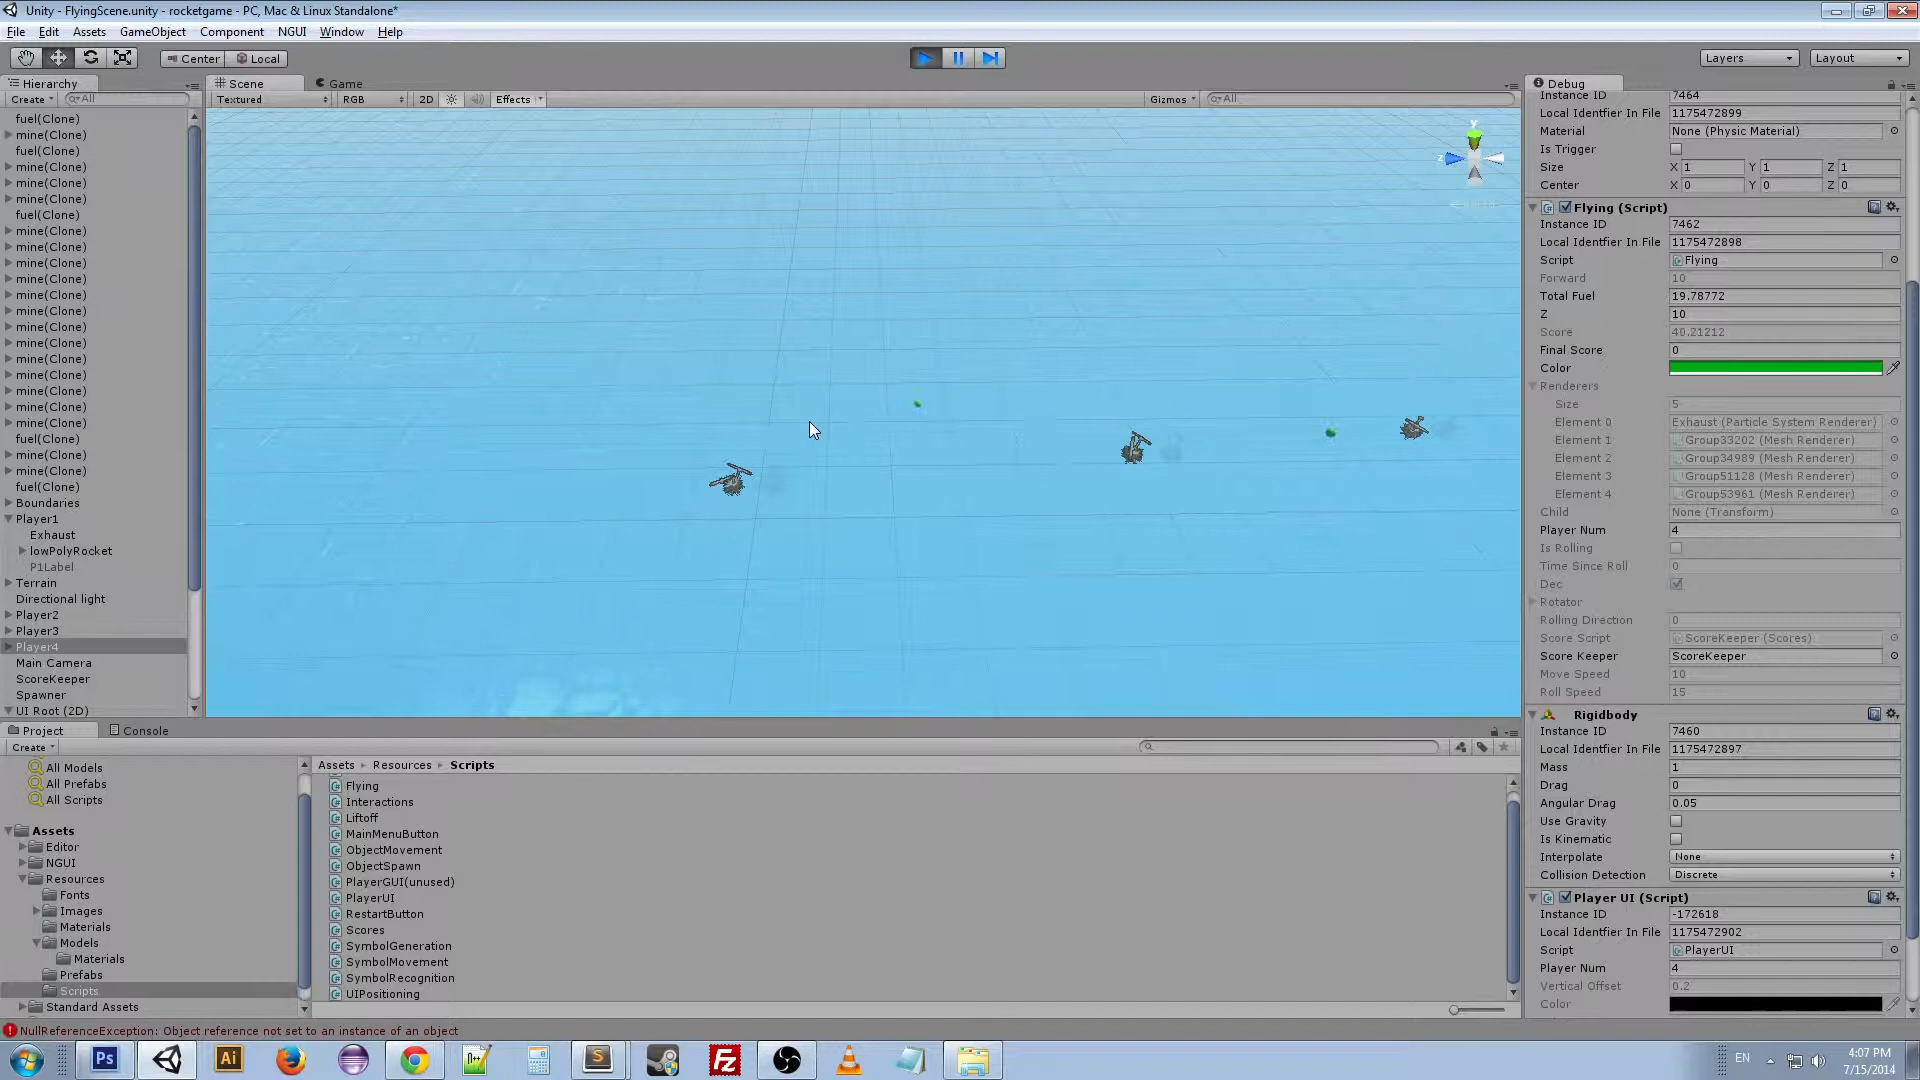 Unity - FlyingScene.unity - rocketgame - PC, Mac & Linux Standalone*
File Edit Assets GameObject Component NGUI Window Help
Center Local Layers Layout
Hierarchy
Create All
fuel(Clone)
mine(Clone)
fuel(Clone)
mine(Clone)
mine(Clone)
mine(Clone)
fuel(Clone)
mine(Clone)
mine(Clone)
mine(Clone)
mine(Clone)
mine(Clone)
mine(Clone)
mine(Clone)
mine(Clone)
mine(Clone)
mine(Clone)
mine(Clone)
mine(Clone)
mine(Clone)
fuel(Clone)
mine(Clone)
mine(Clone)
fuel(Clone)
Boundaries
Player1
Exhaust
lowPolyRocket
P1Label
Terrain
Directional light
Player2
Player3
Player4
Main Camera
ScoreKeeper
Spawner
UI Root (2D)
Scene Game
Textured RGB 2D Effects Gizmos All
y
z
Debug
Instance ID 7464
Local Identfier In File 1175472899
Material None (Physic Material)
Is Trigger
Size X 1 Y 1 Z 1
Center X 0 Y 0 Z 0
Flying (Script)
Instance ID 7462
Local Identfier In File 1175472898
Script Flying
Forward 10
Total Fuel 19.78772
Z 10
Score 40.21212
Final Score 0
Color
Renderers
Size 5
Element 0 Exhaust (Particle System Renderer)
Element 1 Group33202 (Mesh Renderer)
Element 2 Group34989 (Mesh Renderer)
Element 3 Group51128 (Mesh Renderer)
Element 4 Group53961 (Mesh Renderer)
Child None (Transform)
Player Num 4
Is Rolling
Time Since Roll 0
Dec
Rotator
Rolling Direction 0
Score Script ScoreKeeper (Scores)
Score Keeper ScoreKeeper
Move Speed 10
Roll Speed 15
Rigidbody
Instance ID 7460
Local Identfier In File 1175472897
Mass 1
Drag 0
Angular Drag 0.05
Use Gravity
Is Kinematic
Interpolate None
Collision Detection Discrete
Player UI (Script)
Instance ID -172618
Local Identfier In File 1175472902
Script PlayerUI
Player Num 4
Vertical Offset 0.2
Color
Project Console
Create
All Models
All Prefabs
All Scripts
Assets
Editor
NGUI
Resources
Fonts
Images
Materials
Models
Materials
Prefabs
Scripts
Standard Assets
Assets Resources Scripts
Flying
Interactions
Liftoff
MainMenuButton
ObjectMovement
ObjectSpawn
PlayerGUI(unused)
PlayerUI
RestartButton
Scores
SymbolGeneration
SymbolMovement
SymbolRecognition
UIPositioning
NullReferenceException: Object reference not set to an instance of an object
Ps Ai S Fz EN 4:07 PM
7/15/2014